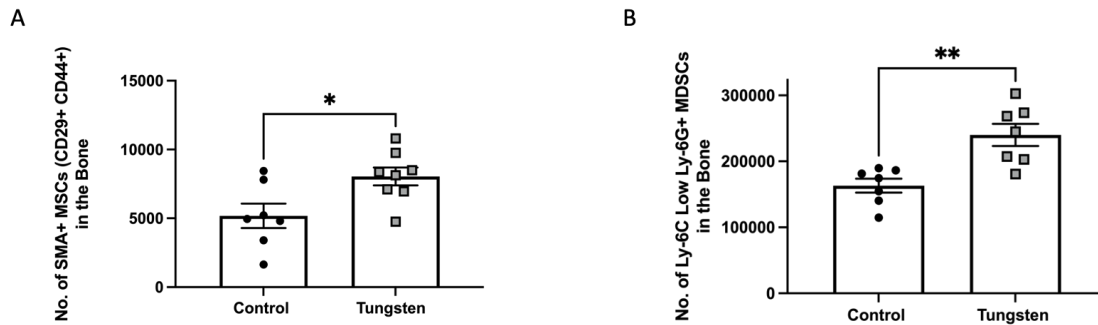 A
No. of SMA+ MSCs (CD29+ CD44+)
in the Bone
15000
10000
5000
0
*
Control
Tungsten
B
No. of Ly-6C Low Ly-6G+ MDSCs
in the Bone
300000
200000
100000
0
**
Control
Tungsten